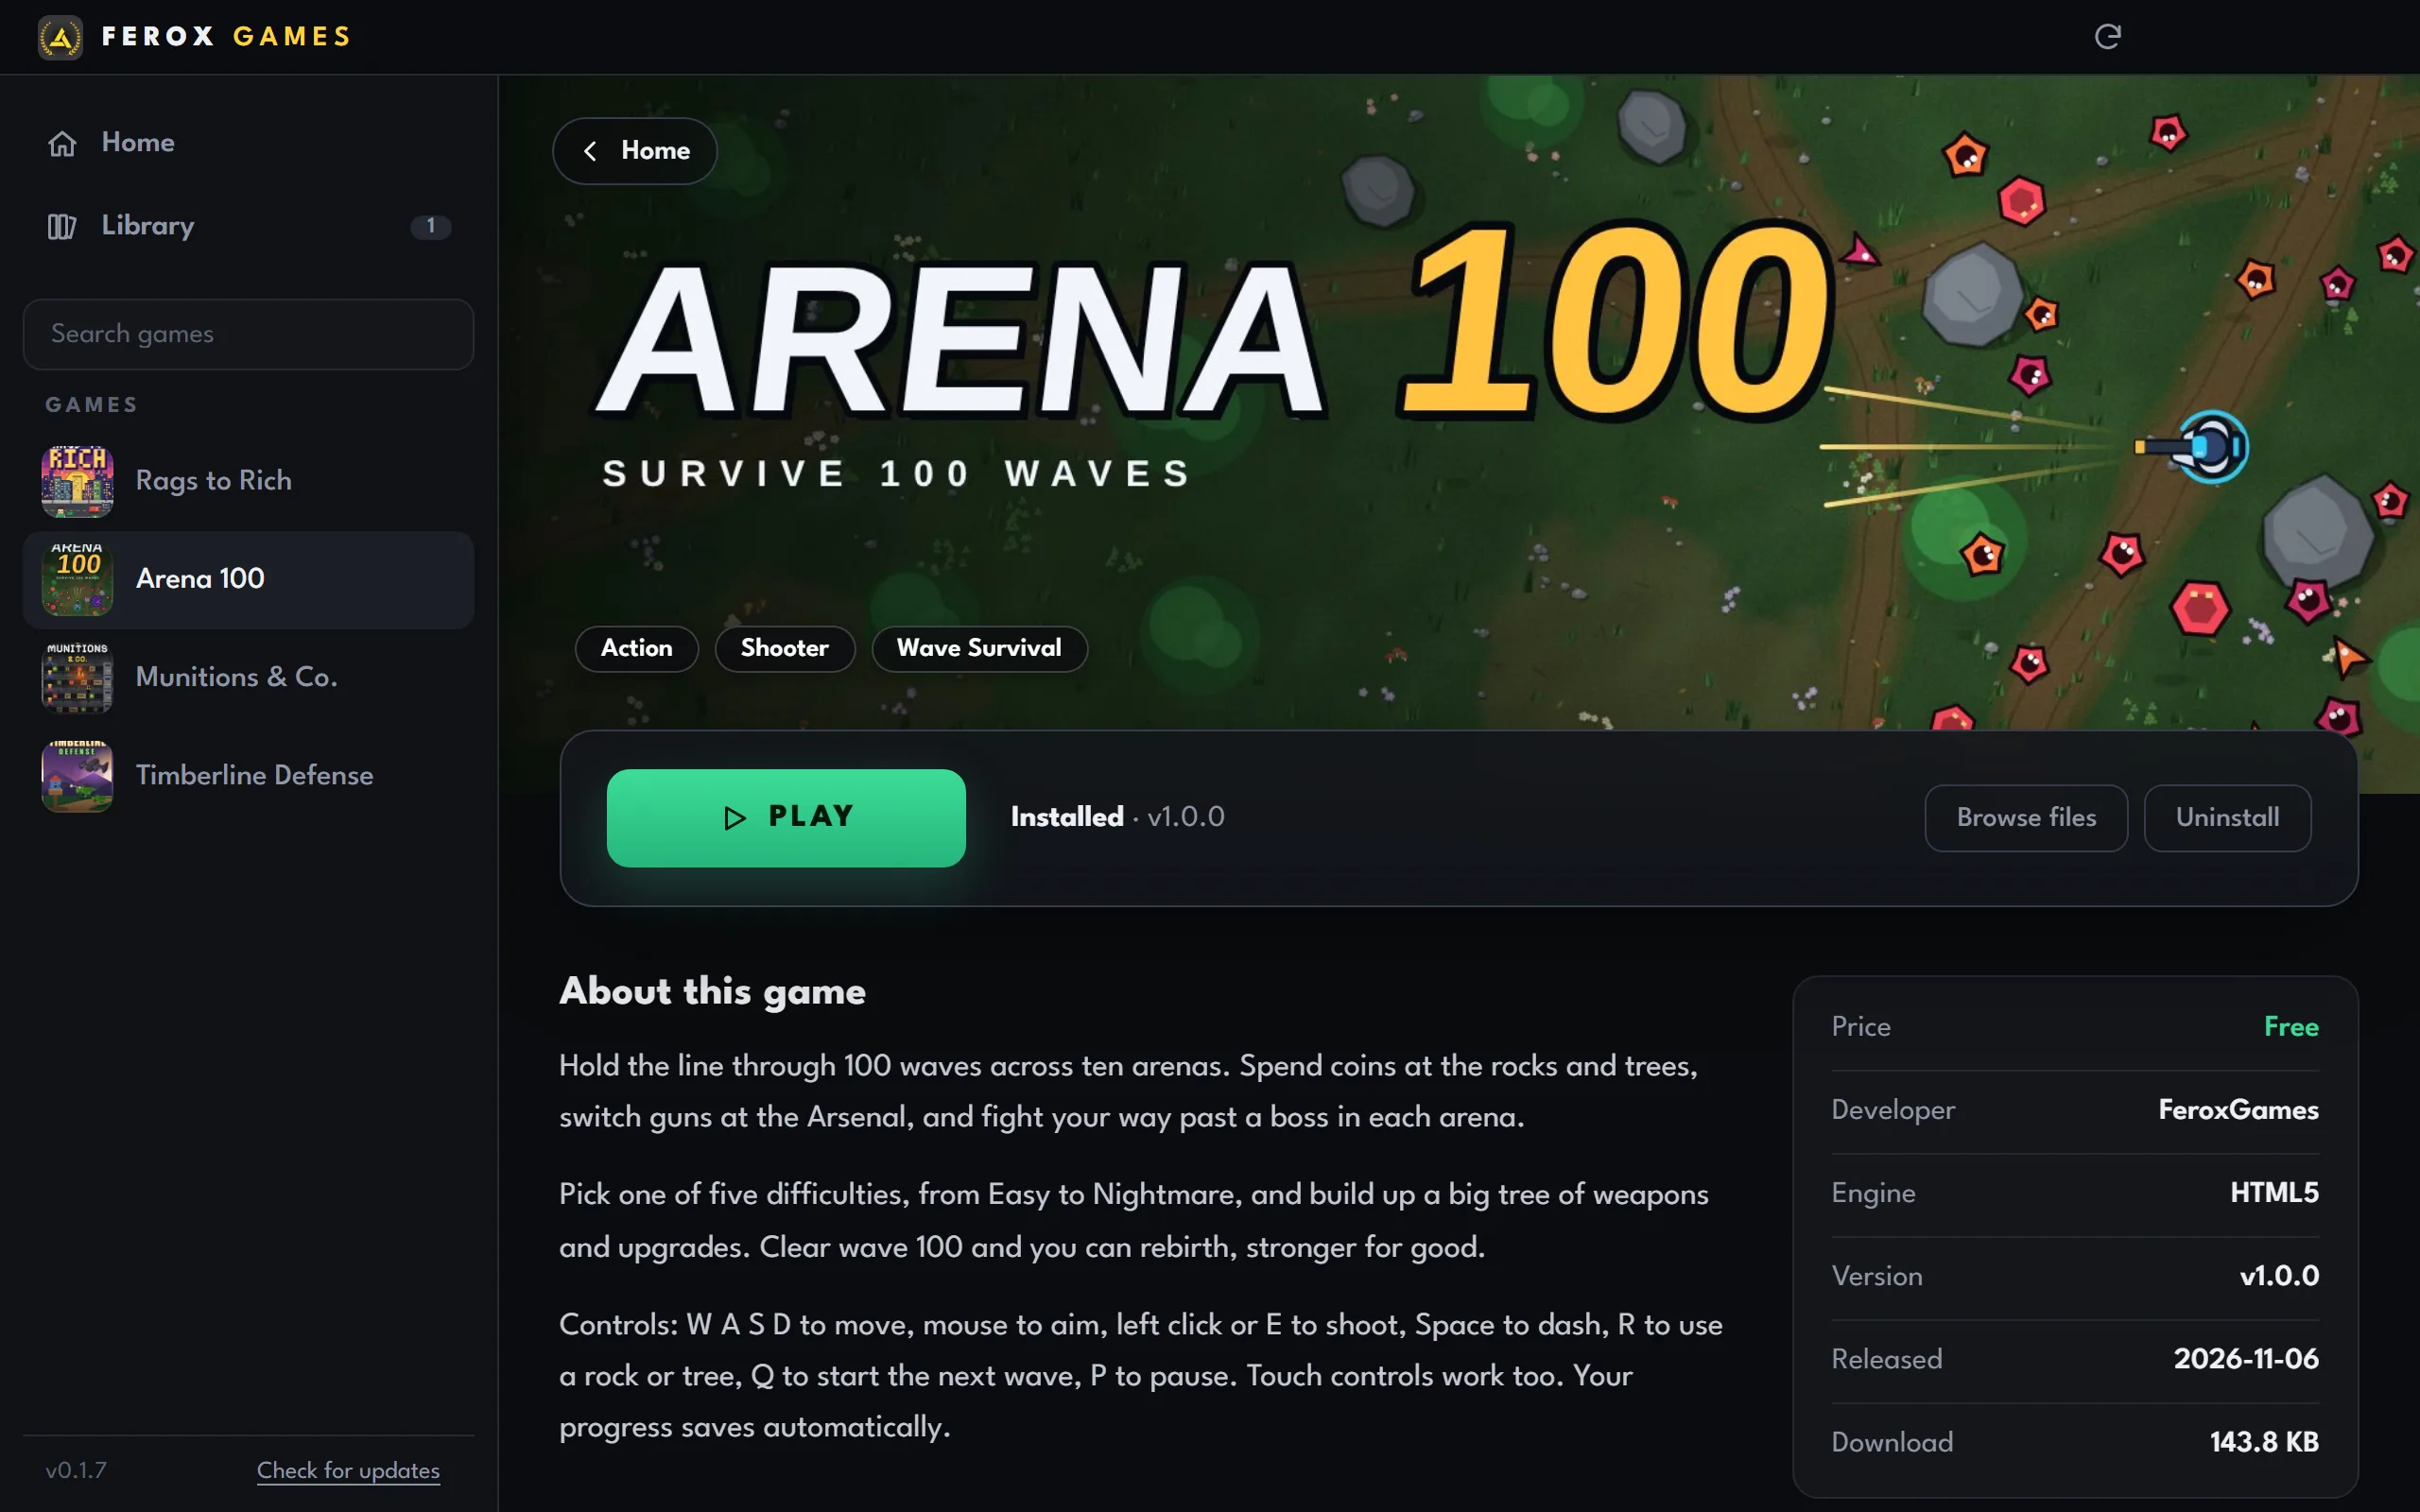 FEROX GAMES
Home
Library
1
Search games
GAMES
RICH
Rags to Rich
ARENA
100
Arena 100
MUNITIONS
& CO.
Munitions & Co.
TIMBERLINE
DEFENSE
Timberline Defense
v0.1.7
Check for updates
Home
ARENA 100
SURVIVE 100 WAVES
Action
Shooter
Wave Survival
PLAY
Installed · v1.0.0
Browse files
Uninstall
About this game
Hold the line through 100 waves across ten arenas. Spend coins at the rocks and trees,
switch guns at the Arsenal, and fight your way past a boss in each arena.
Pick one of five difficulties, from Easy to Nightmare, and build up a big tree of weapons
and upgrades. Clear wave 100 and you can rebirth, stronger for good.
Controls: W A S D to move, mouse to aim, left click or E to shoot, Space to dash, R to use
a rock or tree, Q to start the next wave, P to pause. Touch controls work too. Your
progress saves automatically.
Price Free
Developer FeroxGames
Engine HTML5
Version v1.0.0
Released 2026-11-06
Download 143.8 KB